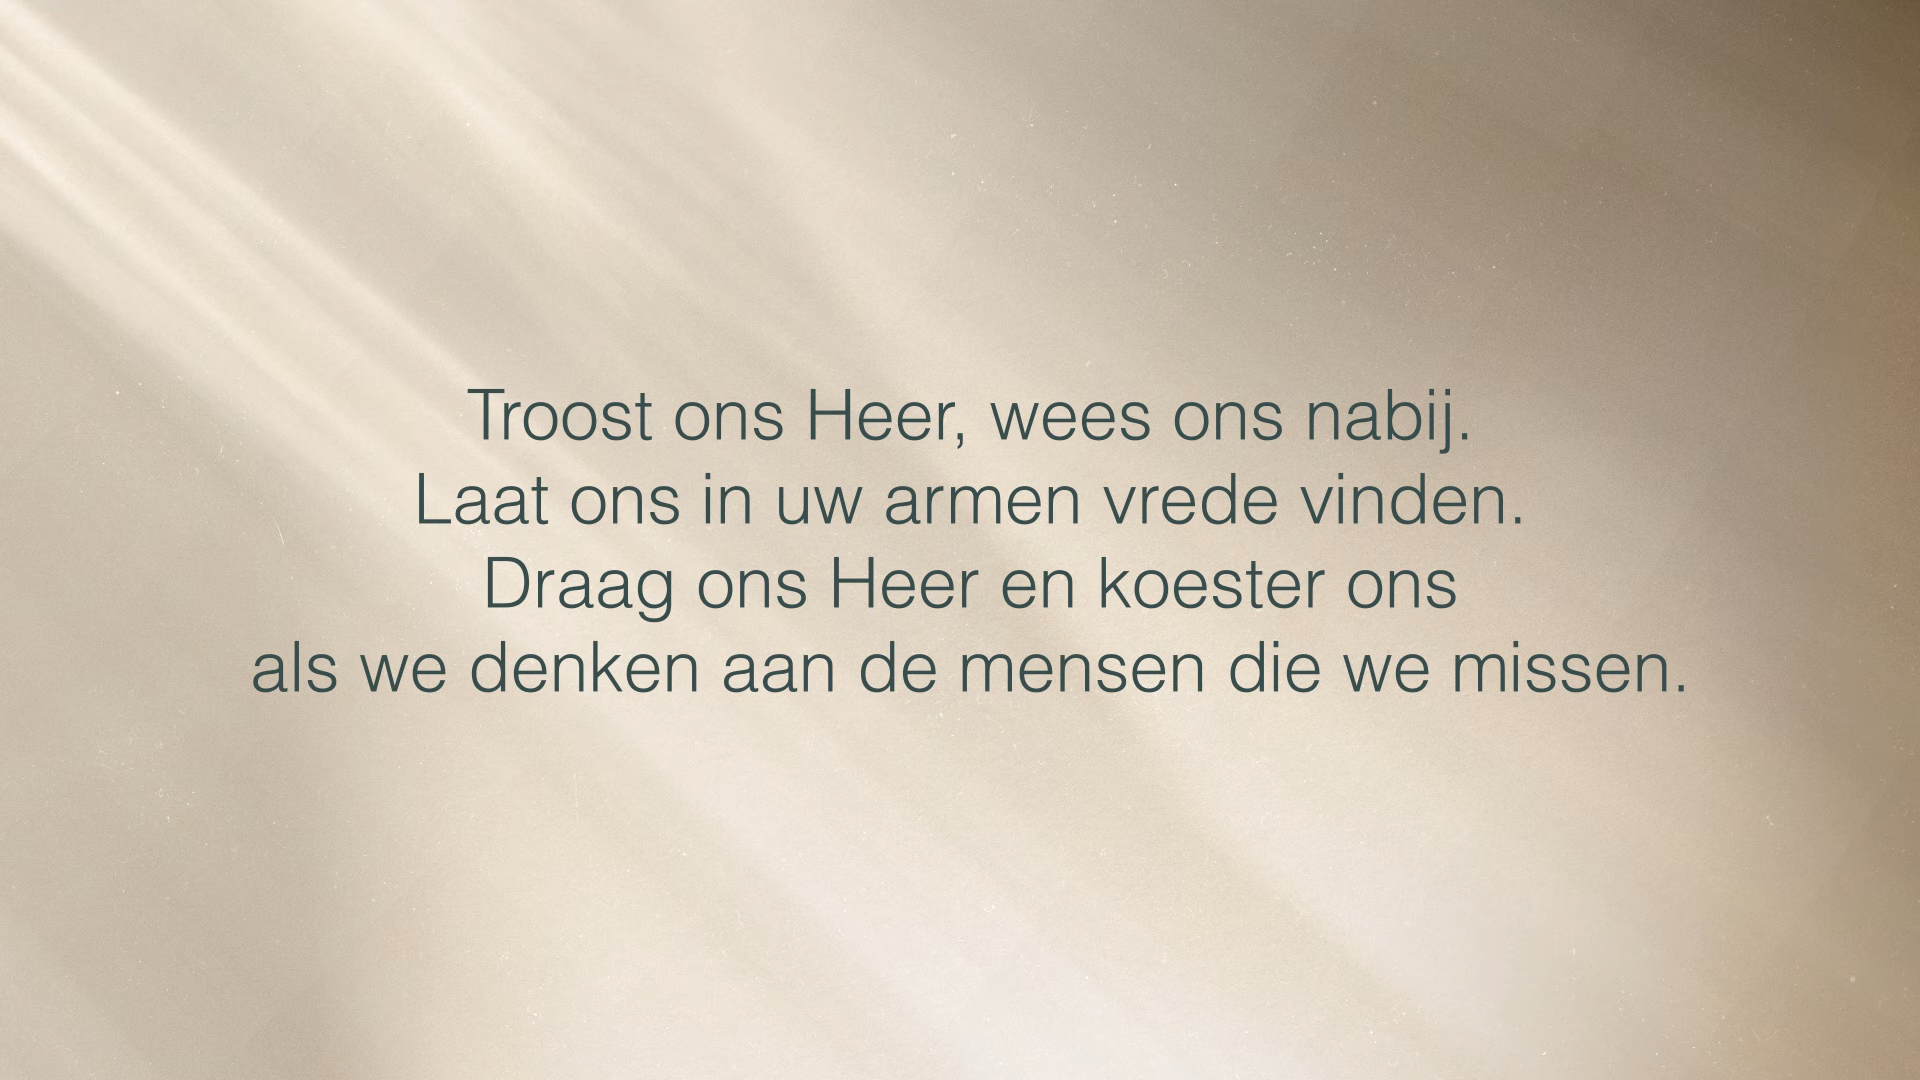 Troost ons Heer, wees ons nabij.
Laat ons in uw armen vrede vinden.
Draag ons Heer en koester ons
als we denken aan de mensen die we missen.